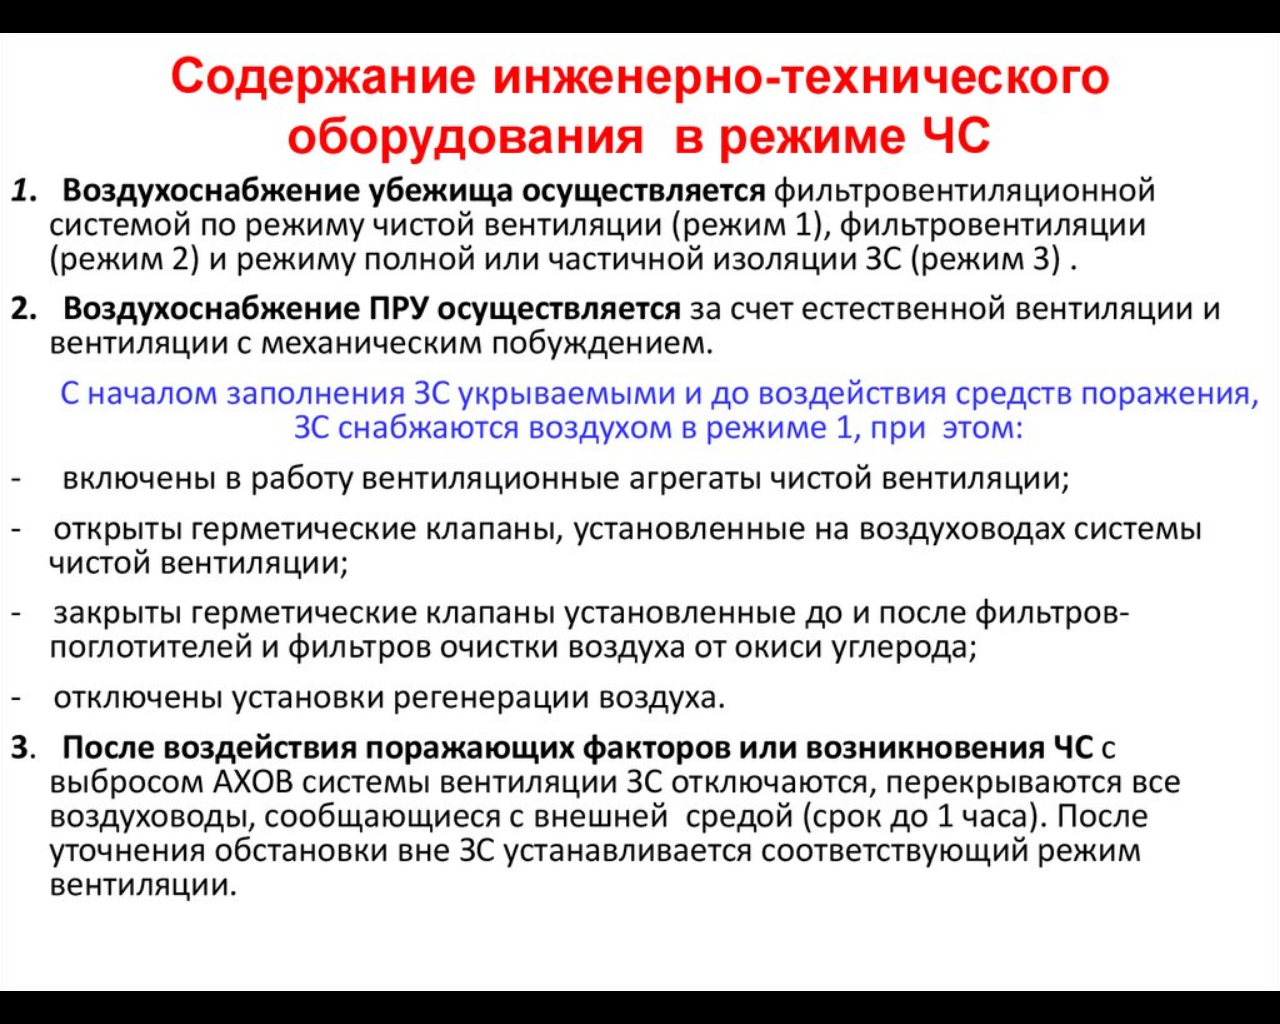 Содержание инженерно-технического
оборудования в режиме ЧС
1. Воздухоснабжение убежища осуществляется фильтровентиляционной
системой по режиму чистой вентиляции (режим 1), фильтровентиляции
(режим 2) и режиму полной или частичной изоляции ЗС (режим 3) .
2. Воздухоснабжение ПРУ осуществляется за счет естественной вентиляции и
вентиляции с механическим побуждением.
С началом заполнения ЗС укрываемыми и до воздействия средств поражения,
ЗС снабжаются воздухом в режиме 1, при этом:
- включены в работу вентиляционные агрегаты чистой вентиляции;
- открыты герметические клапаны, установленные на воздуховодах системы
чистой вентиляции;
- закрыты герметические клапаны установленные до и после фильтров-
поглотителей и фильтров очистки воздуха от окиси углерода;
- отключены установки регенерации воздуха.
3. После воздействия поражающих факторов или возникновения ЧС с
выбросом АХОВ системы вентиляции ЗС отключаются, перекрываются все
воздуховоды, сообщающиеся с внешней средой (срок до 1 часа). После
уточнения обстановки вне ЗС устанавливается соответствующий режим
вентиляции.